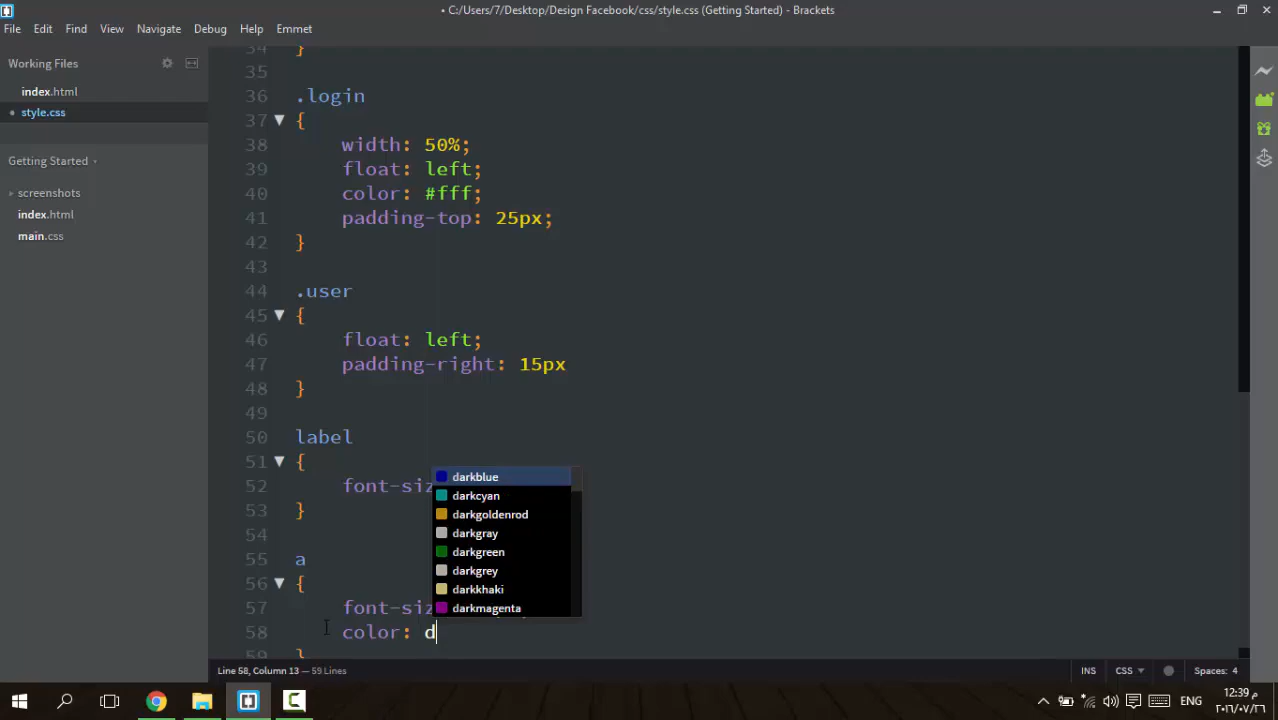 • C:/Users/7/Desktop/Design Facebook/css/style.css (Getting Started) - Brackets
File Edit Find View Navigate Debug Help Emmet
Working Files
index.html
• style.css
Getting Started
screenshots
index.html
main.css
34 }
35
36 .login
37 {
38 width: 50%;
39 float: left;
40 color: #fff;
41 padding-top: 25px;
42 }
43
44 .user
45 {
46 float: left;
47 padding-right: 15px
48 }
49
50 label
51 {
52 font-siz
53 }
54
55 a
56 {
57 font-siz
58 color: d
59 }
darkblue
darkcyan
darkgoldenrod
darkgray
darkgreen
darkgrey
darkkhaki
darkmagenta
Line 58, Column 13 — 59 Lines
INS CSS Spaces: 4
ENG
12:39 م
٢٠١٦/٠٧/٢٦